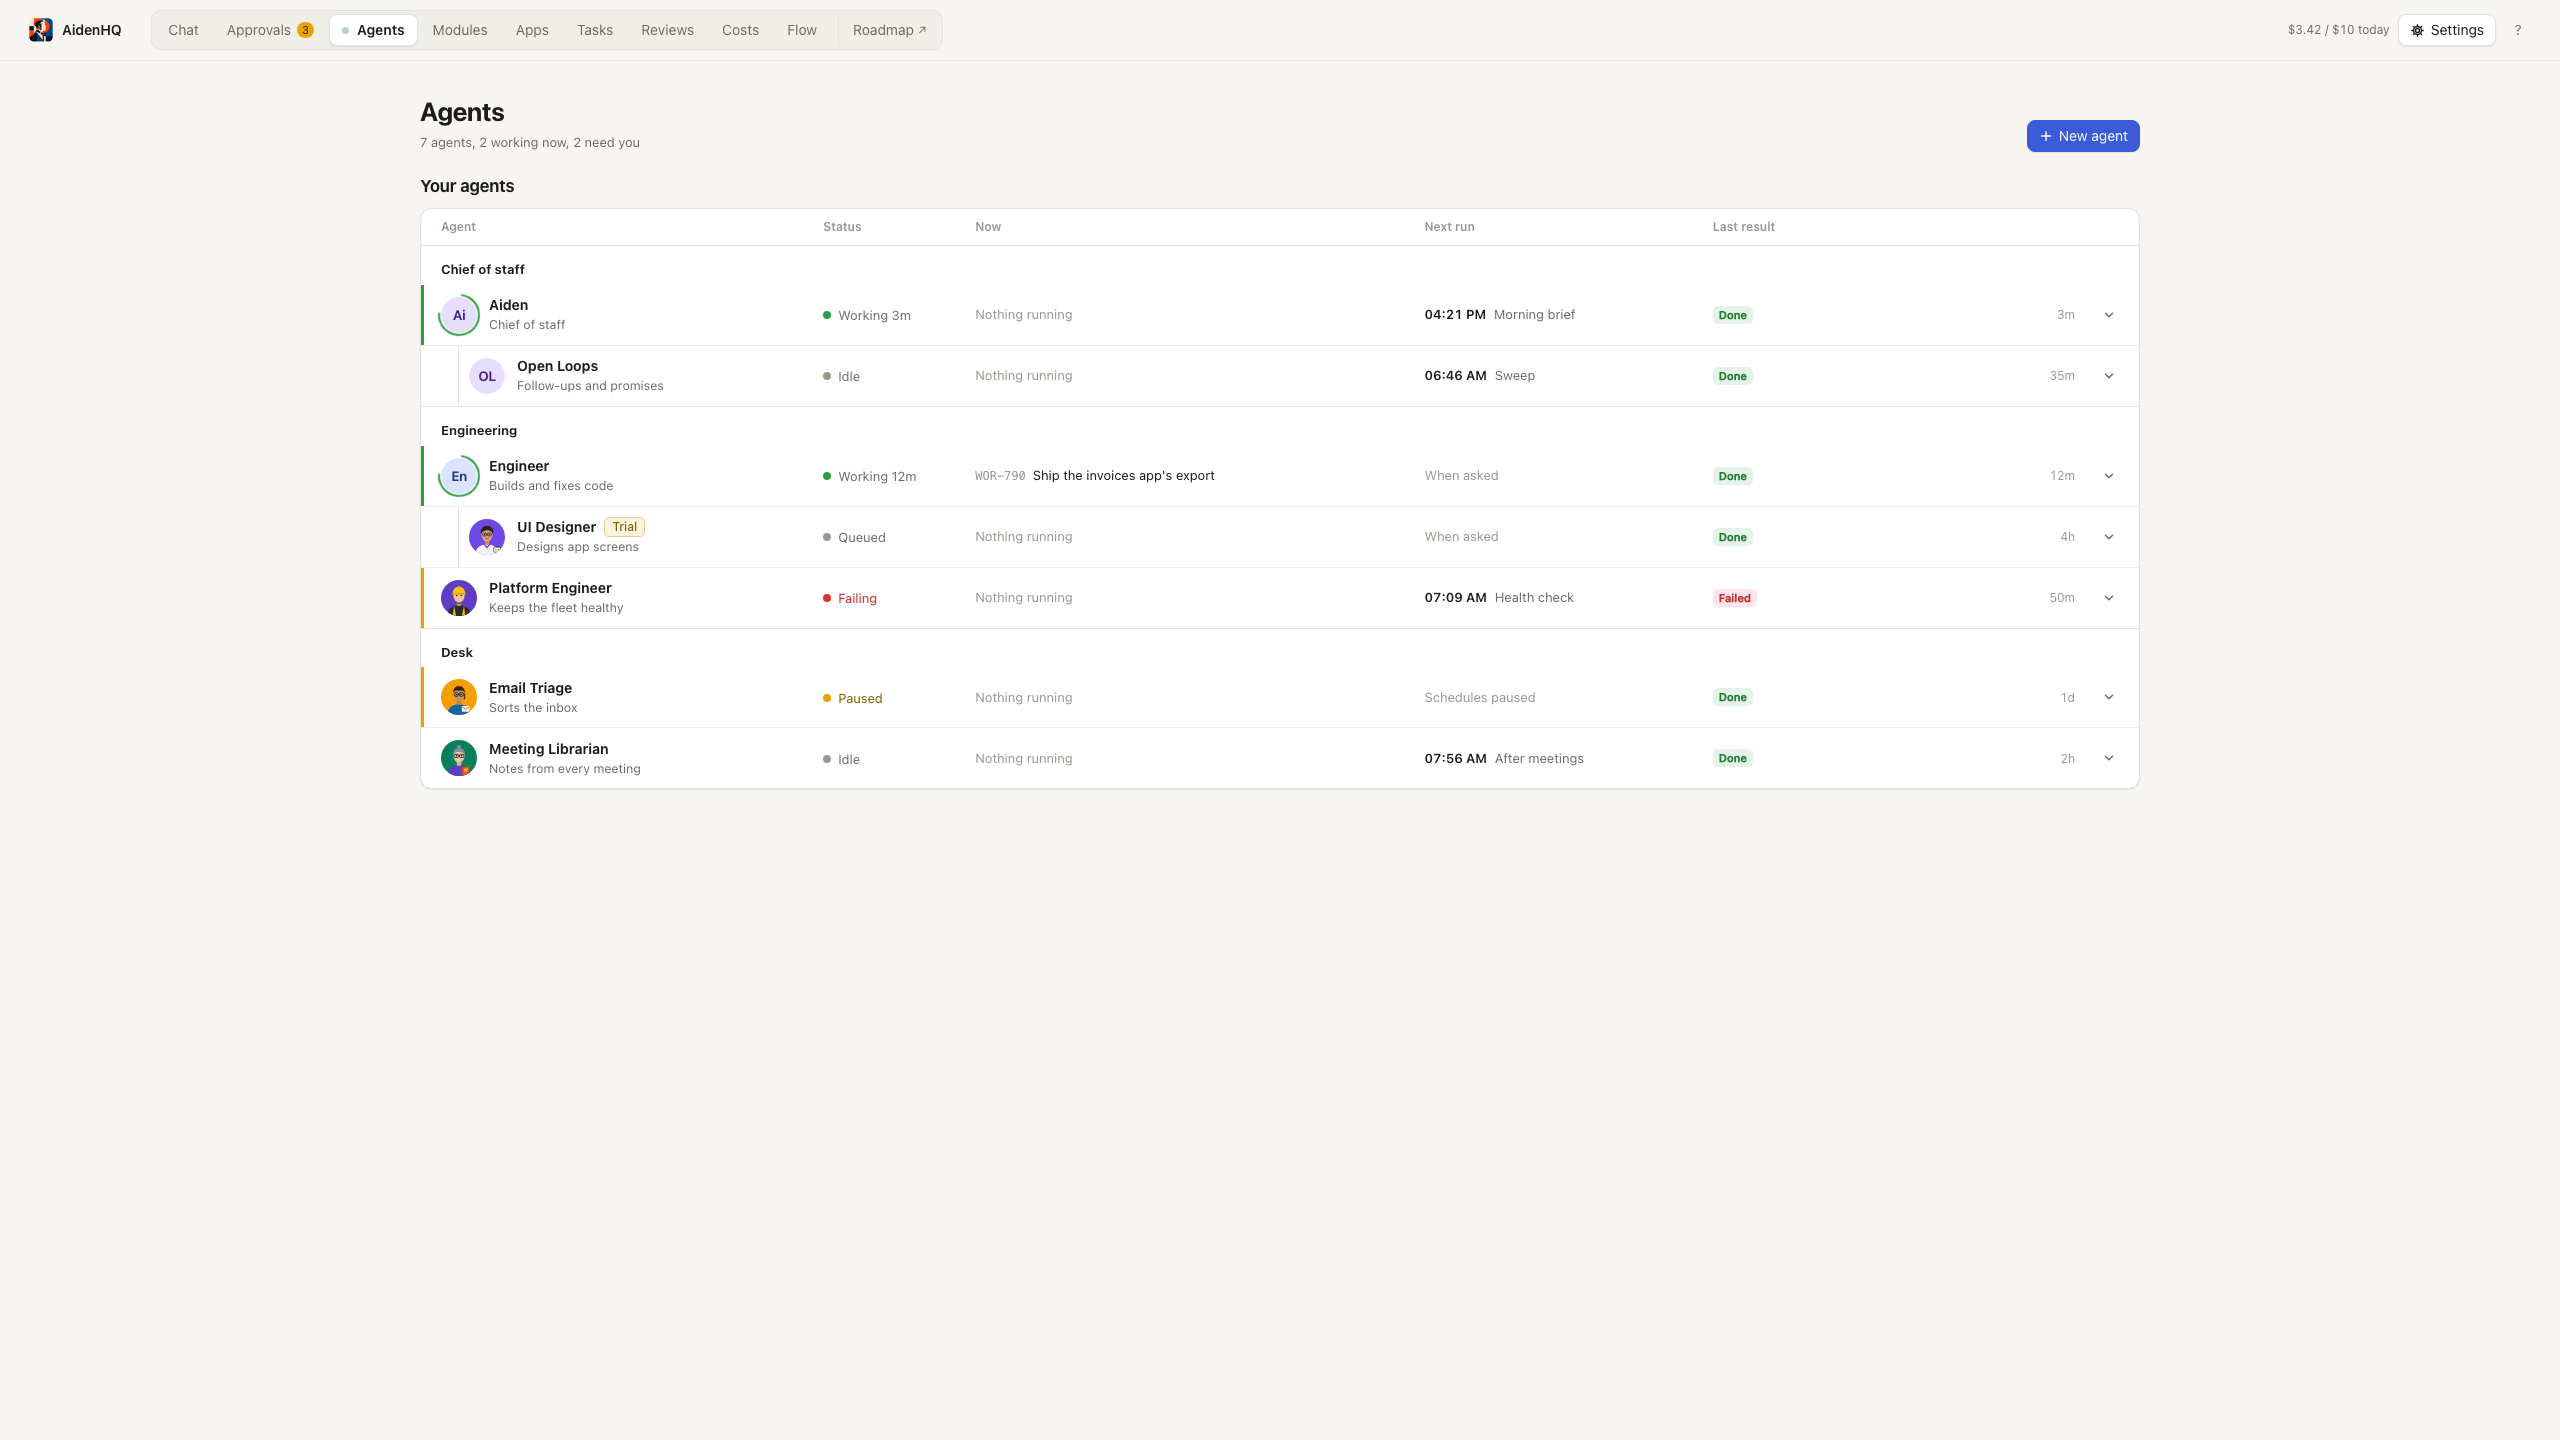 AidenHQ Chat Approvals 3 Agents Modules Apps Tasks Reviews Costs Flow Roadmap ↗ $3.42 / $10 today Settings ?
Agents
7 agents, 2 working now, 2 need you
+ New agent
Your agents
Agent Status Now Next run Last result
Chief of staff
Ai Aiden
Chief of staff
Working 3m Nothing running 04:21 PM Morning brief Done 3m
OL Open Loops
Follow-ups and promises
Idle Nothing running 06:46 AM Sweep Done 35m
Engineering
En Engineer
Builds and fixes code
Working 12m WOR-790 Ship the invoices app's export When asked Done 12m
UI Designer Trial
Designs app screens
Queued Nothing running When asked Done 4h
Platform Engineer
Keeps the fleet healthy
Failing Nothing running 07:09 AM Health check Failed 50m
Desk
Email Triage
Sorts the inbox
Paused Nothing running Schedules paused Done 1d
Meeting Librarian
Notes from every meeting
Idle Nothing running 07:56 AM After meetings Done 2h